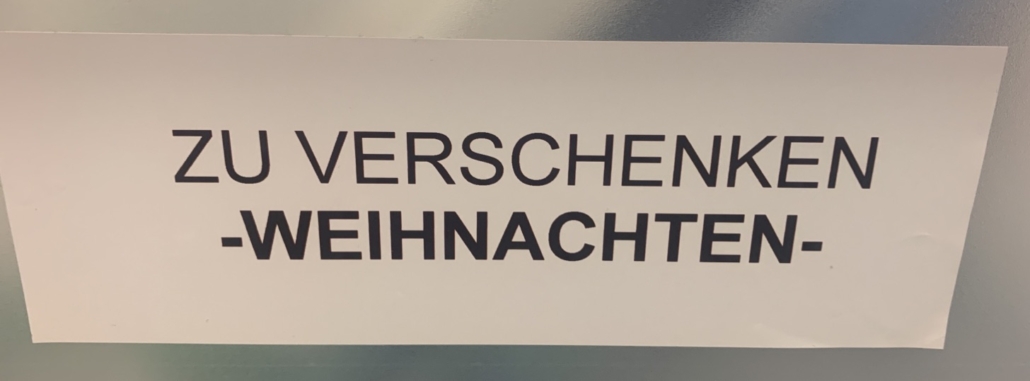 ZU VERSCHENKEN
-WEIHNACHTEN-